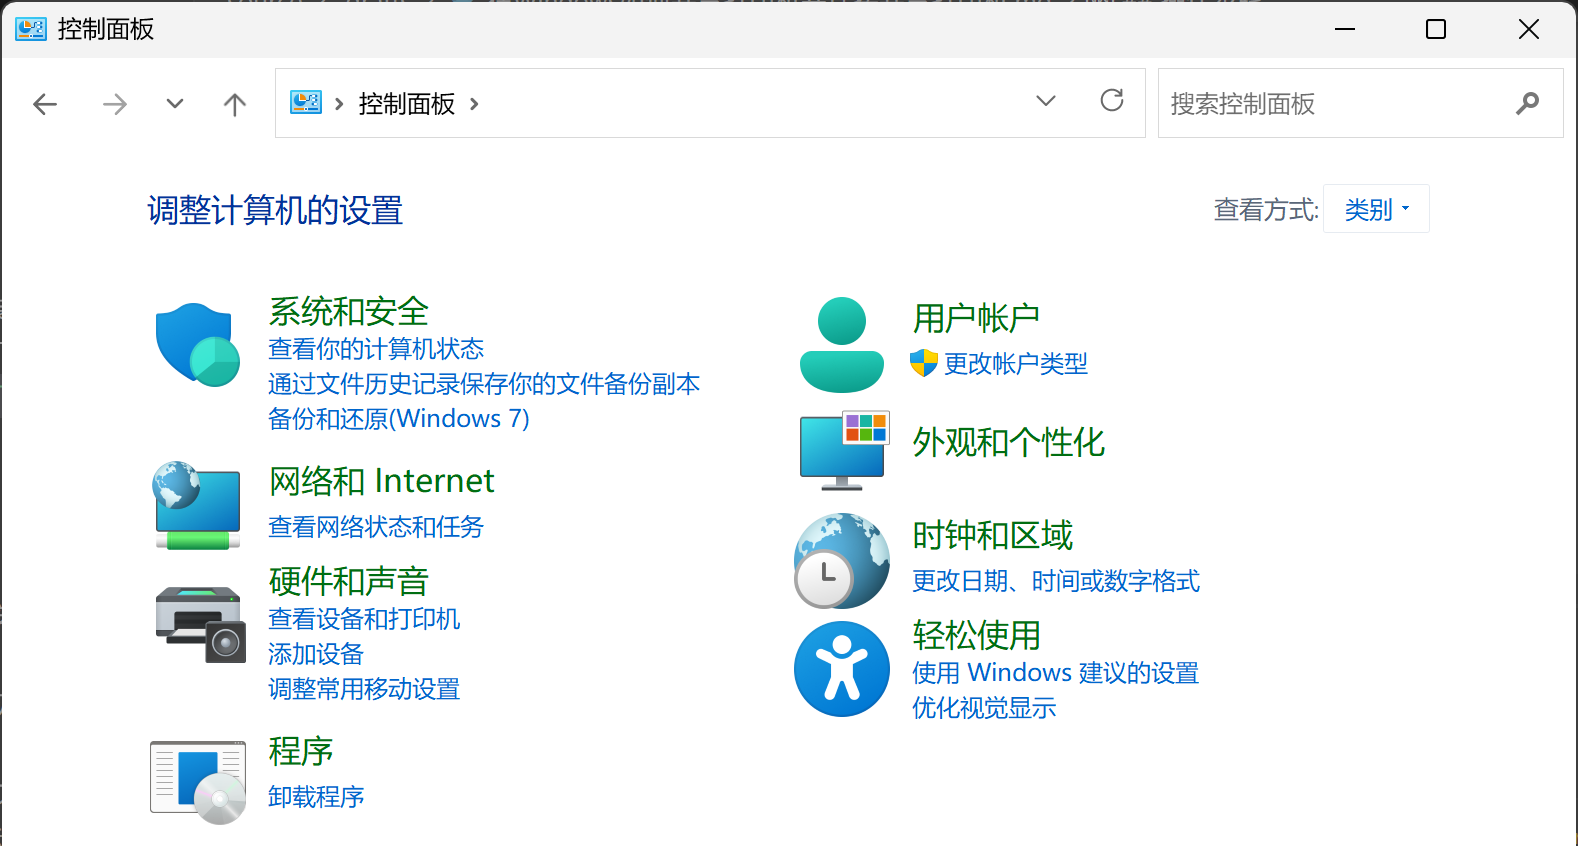 控制面板
控制面板
搜索控制面板
调整计算机的设置
查看方式: 类别
系统和安全
查看你的计算机状态
通过文件历史记录保存你的文件备份副本
备份和还原(Windows 7)
网络和 Internet
查看网络状态和任务
硬件和声音
查看设备和打印机
添加设备
调整常用移动设置
程序
卸载程序
用户帐户
更改帐户类型
外观和个性化
时钟和区域
更改日期、时间或数字格式
轻松使用
使用 Windows 建议的设置
优化视觉显示